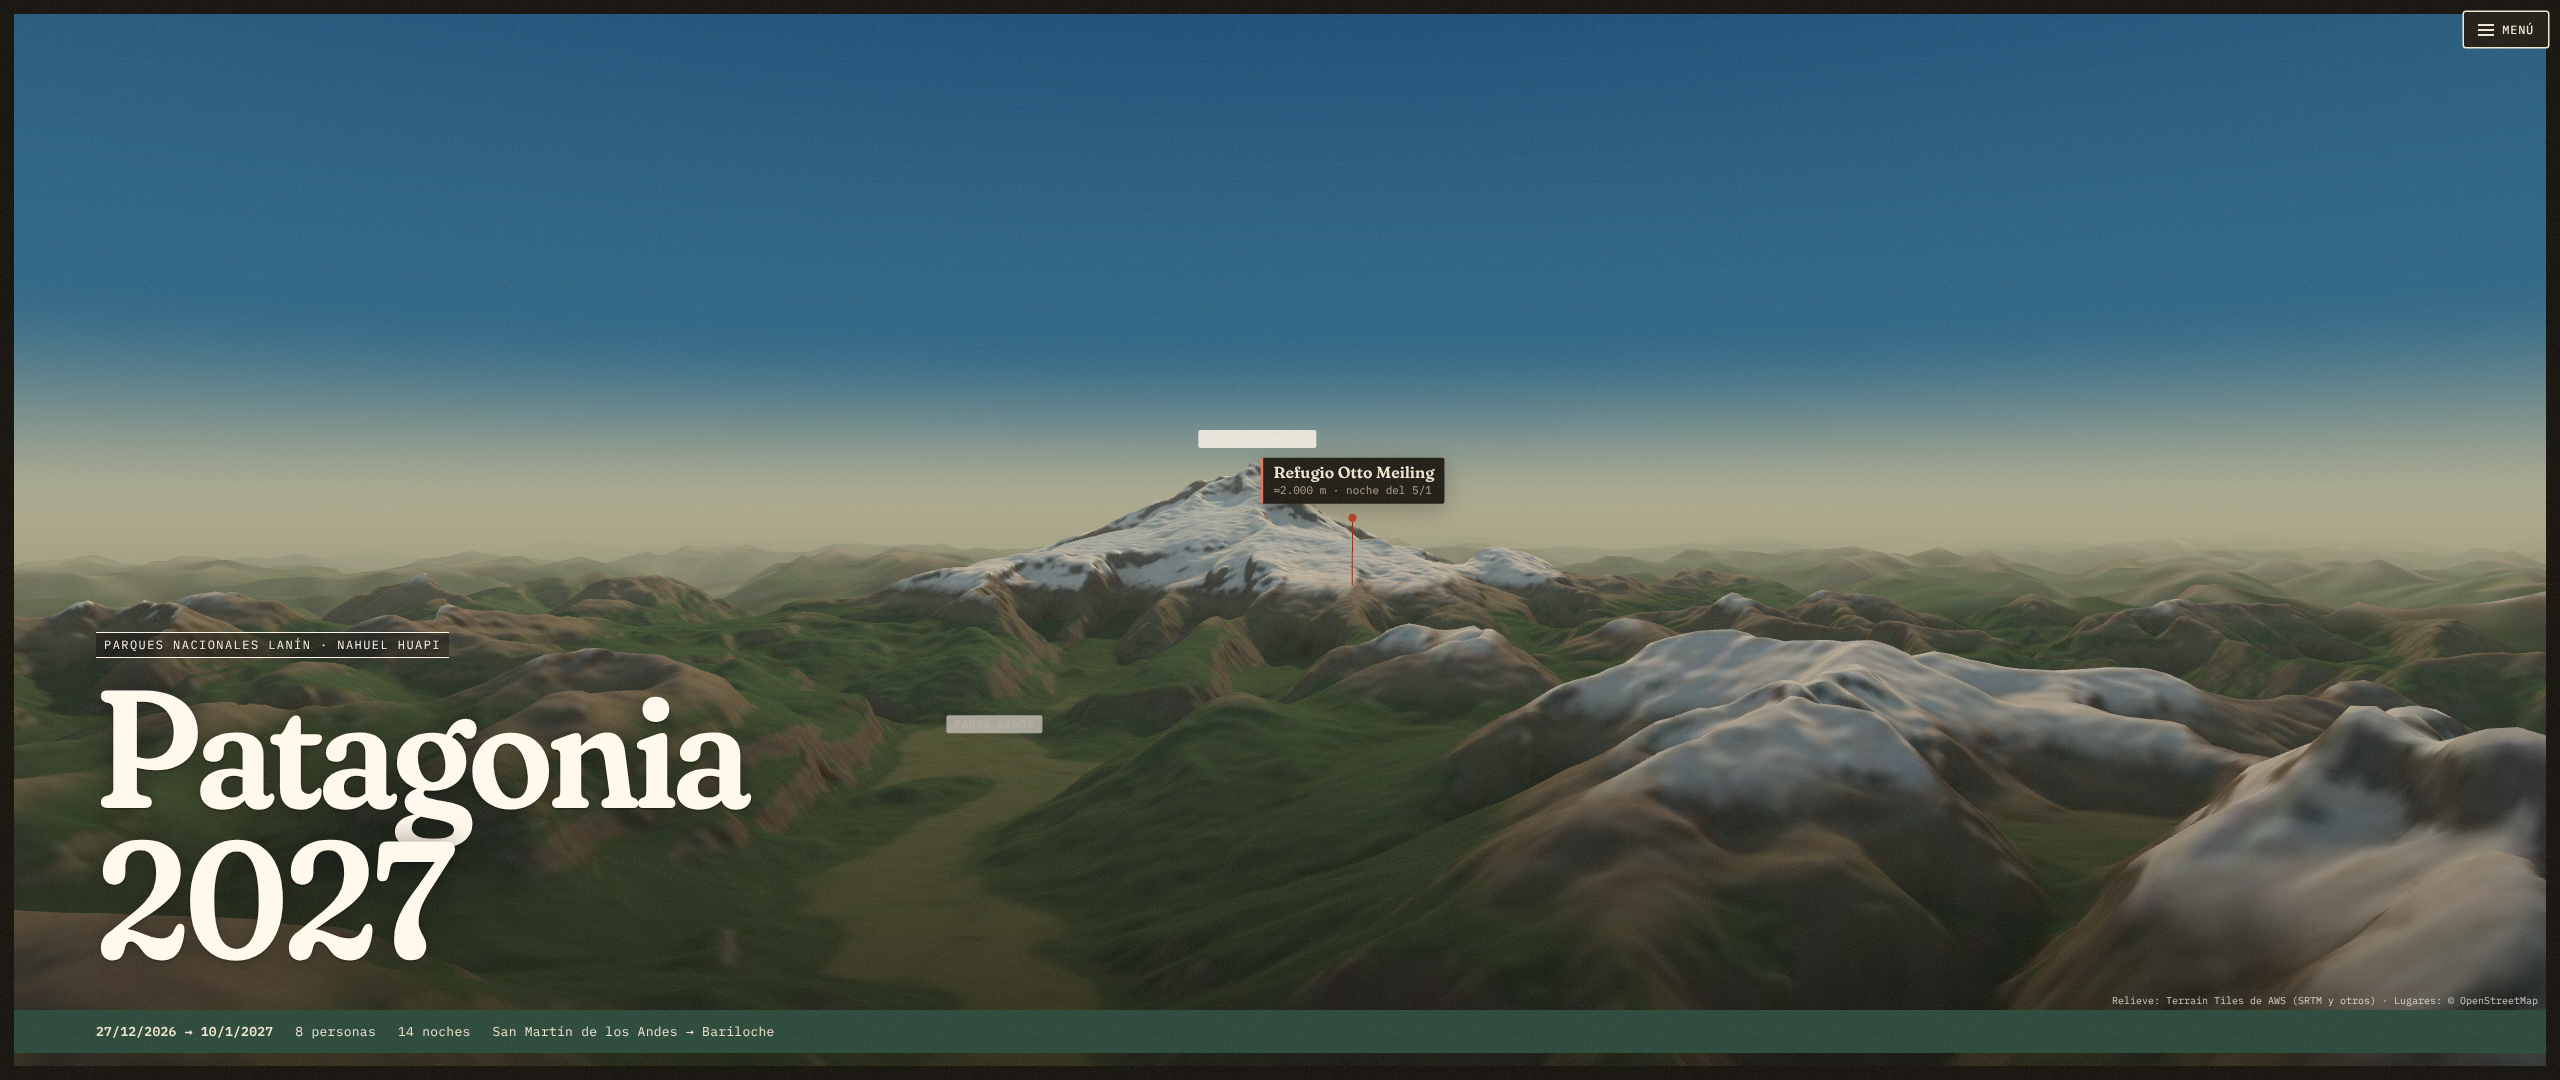 MENÚ
Refugio Otto Meiling
≈2.000 m · noche del 5/1
PARQUES NACIONALES LANÍN · NAHUEL HUAPI
Patagonia
2027
Relieve: Terrain Tiles de AWS (SRTM y otros) · Lugares: © OpenStreetMap
27/12/2026 → 10/1/2027 8 personas 14 noches San Martín de los Andes → Bariloche